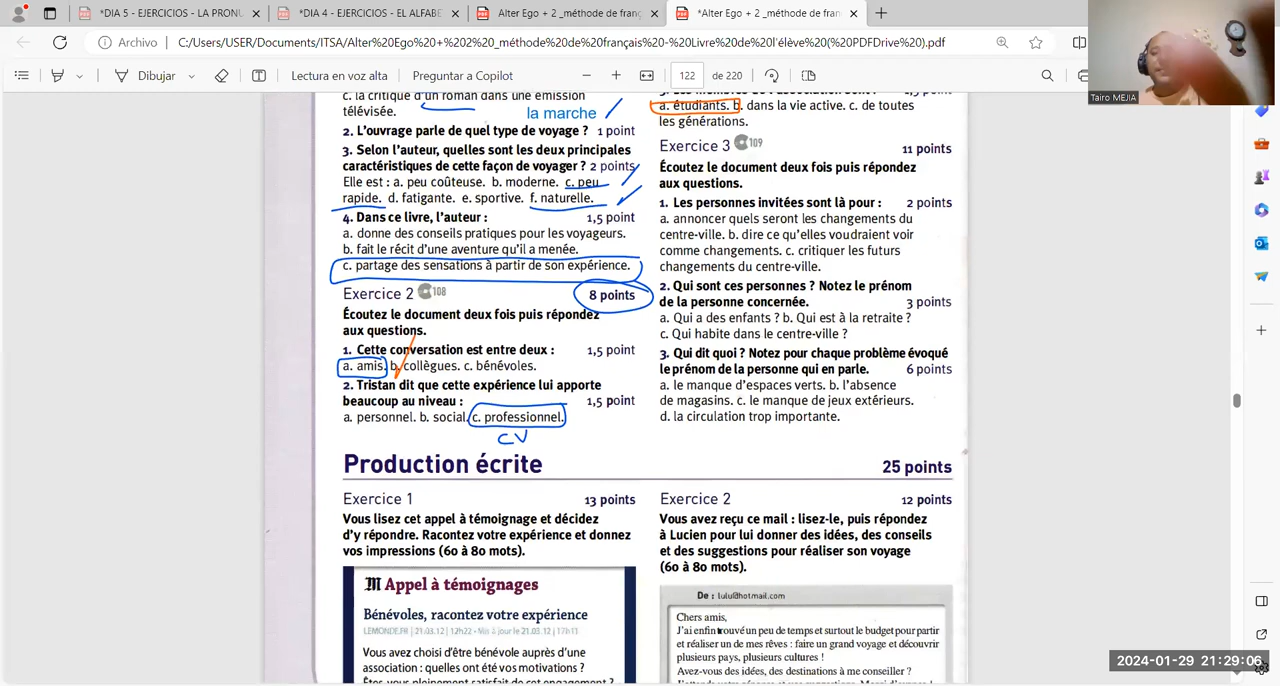 *DIA 5 - EJERCICIOS - LA PRONU
*DIA 4 - EJERCICIOS - EL ALFABE
Alter Ego + 2 _méthode de franç
*Alter Ego + 2 _méthode de franç
Archivo
C:/Users/USER/Documents/ITSA/Alter%20Ego%20+%202%20_méthode%20de%20français%20-%20Livre%20de%20l'élève%20(%20PDFDrive%20).pdf
Dibujar
Lectura en voz alta
Preguntar a Copilot
122
de 220
Tairo MEJIA
c. la critique d'un roman dans une émission
télévisée.
la marche
2. L'ouvrage parle de quel type de voyage ? 1 point
3. Selon l'auteur, quelles sont les deux principales
caractéristiques de cette façon de voyager ? 2 points
Elle est : a. peu coûteuse. b. moderne. c. peu
rapide. d. fatigante. e. sportive. f. naturelle.
4. Dans ce livre, l'auteur : 1,5 point
a. donne des conseils pratiques pour les voyageurs.
b. fait le récit d'une aventure qu'il a menée.
c. partage des sensations à partir de son expérience.
Exercice 2 108 8 points
Écoutez le document deux fois puis répondez
aux questions.
1. Cette conversation est entre deux : 1,5 point
a. amis. b. collègues. c. bénévoles.
2. Tristan dit que cette expérience lui apporte
beaucoup au niveau : 1,5 point
a. personnel. b. social. c. professionnel.
CV
a. étudiants. b. dans la vie active. c. de toutes
les générations.
Exercice 3 109 11 points
Écoutez le document deux fois puis répondez
aux questions.
1. Les personnes invitées sont là pour : 2 points
a. annoncer quels seront les changements du
centre-ville. b. dire ce qu'elles voudraient voir
comme changements. c. critiquer les futurs
changements du centre-ville.
2. Qui sont ces personnes ? Notez le prénom
de la personne concernée. 3 points
a. Qui a des enfants ? b. Qui est à la retraite ?
c. Qui habite dans le centre-ville ?
3. Qui dit quoi ? Notez pour chaque problème évoqué
le prénom de la personne qui en parle. 6 points
a. le manque d'espaces verts. b. l'absence
de magasins. c. le manque de jeux extérieurs.
d. la circulation trop importante.
Production écrite 25 points
Exercice 1 13 points
Vous lisez cet appel à témoignage et décidez
d'y répondre. Racontez votre expérience et donnez
vos impressions (60 à 80 mots).
M Appel à témoignages
Bénévoles, racontez votre expérience
LEMONDE.FR | 21.03.12 | 12h22 • Mis à jour le 21.03.12 | 17h11
Vous avez choisi d'être bénévole auprès d'une
association : quelles ont été vos motivations ?
Êtes-vous pleinement satisfait de cet engagement ?
Exercice 2 12 points
Vous avez reçu ce mail : lisez-le, puis répondez
à Lucien pour lui donner des idées, des conseils
et des suggestions pour réaliser son voyage
(60 à 80 mots).
De : lulu@hotmail.com
Chers amis,
J'ai enfin trouvé un peu de temps et surtout le budget pour partir
et réaliser un de mes rêves : faire un grand voyage et découvrir
plusieurs pays, plusieurs cultures !
Avez-vous des idées, des destinations à me conseiller ?
2024-01-29 21:29:06